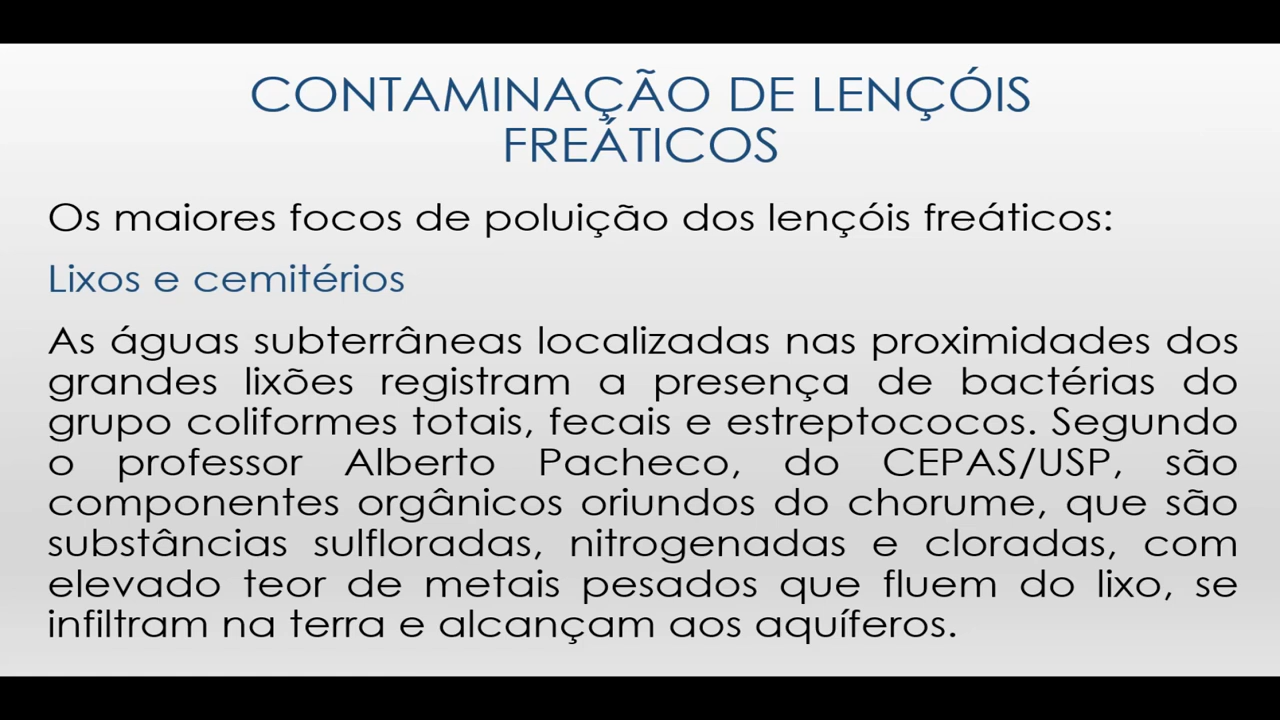 CONTAMINAÇÃO DE LENÇÓIS
FREÁTICOS
Os maiores focos de poluição dos lençóis freáticos:
Lixos e cemitérios
As águas subterrâneas localizadas nas proximidades dos
grandes lixões registram a presença de bactérias do
grupo coliformes totais, fecais e estreptococos. Segundo
o professor Alberto Pacheco, do CEPAS/USP, são
componentes orgânicos oriundos do chorume, que são
substâncias sulfloradas, nitrogenadas e cloradas, com
elevado teor de metais pesados que fluem do lixo, se
infiltram na terra e alcançam aos aquíferos.